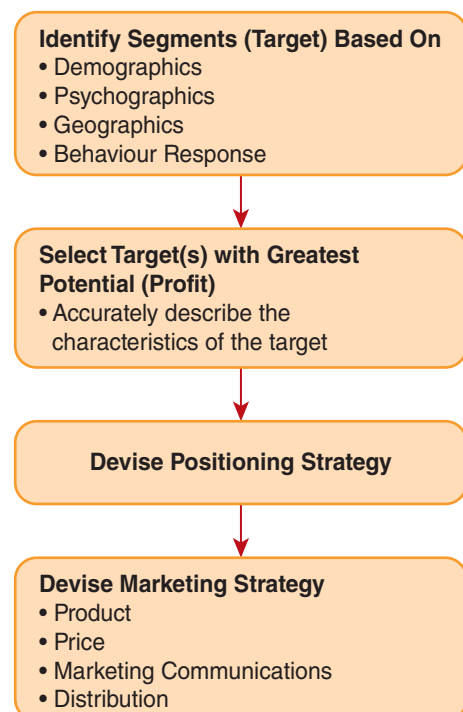 Identify Segments (Target) Based On
• Demographics
• Psychographics
• Geographics
• Behaviour Response
Select Target(s) with Greatest
Potential (Profit)
• Accurately describe the
characteristics of the target
Devise Positioning Strategy
Devise Marketing Strategy
• Product
• Price
• Marketing Communications
• Distribution